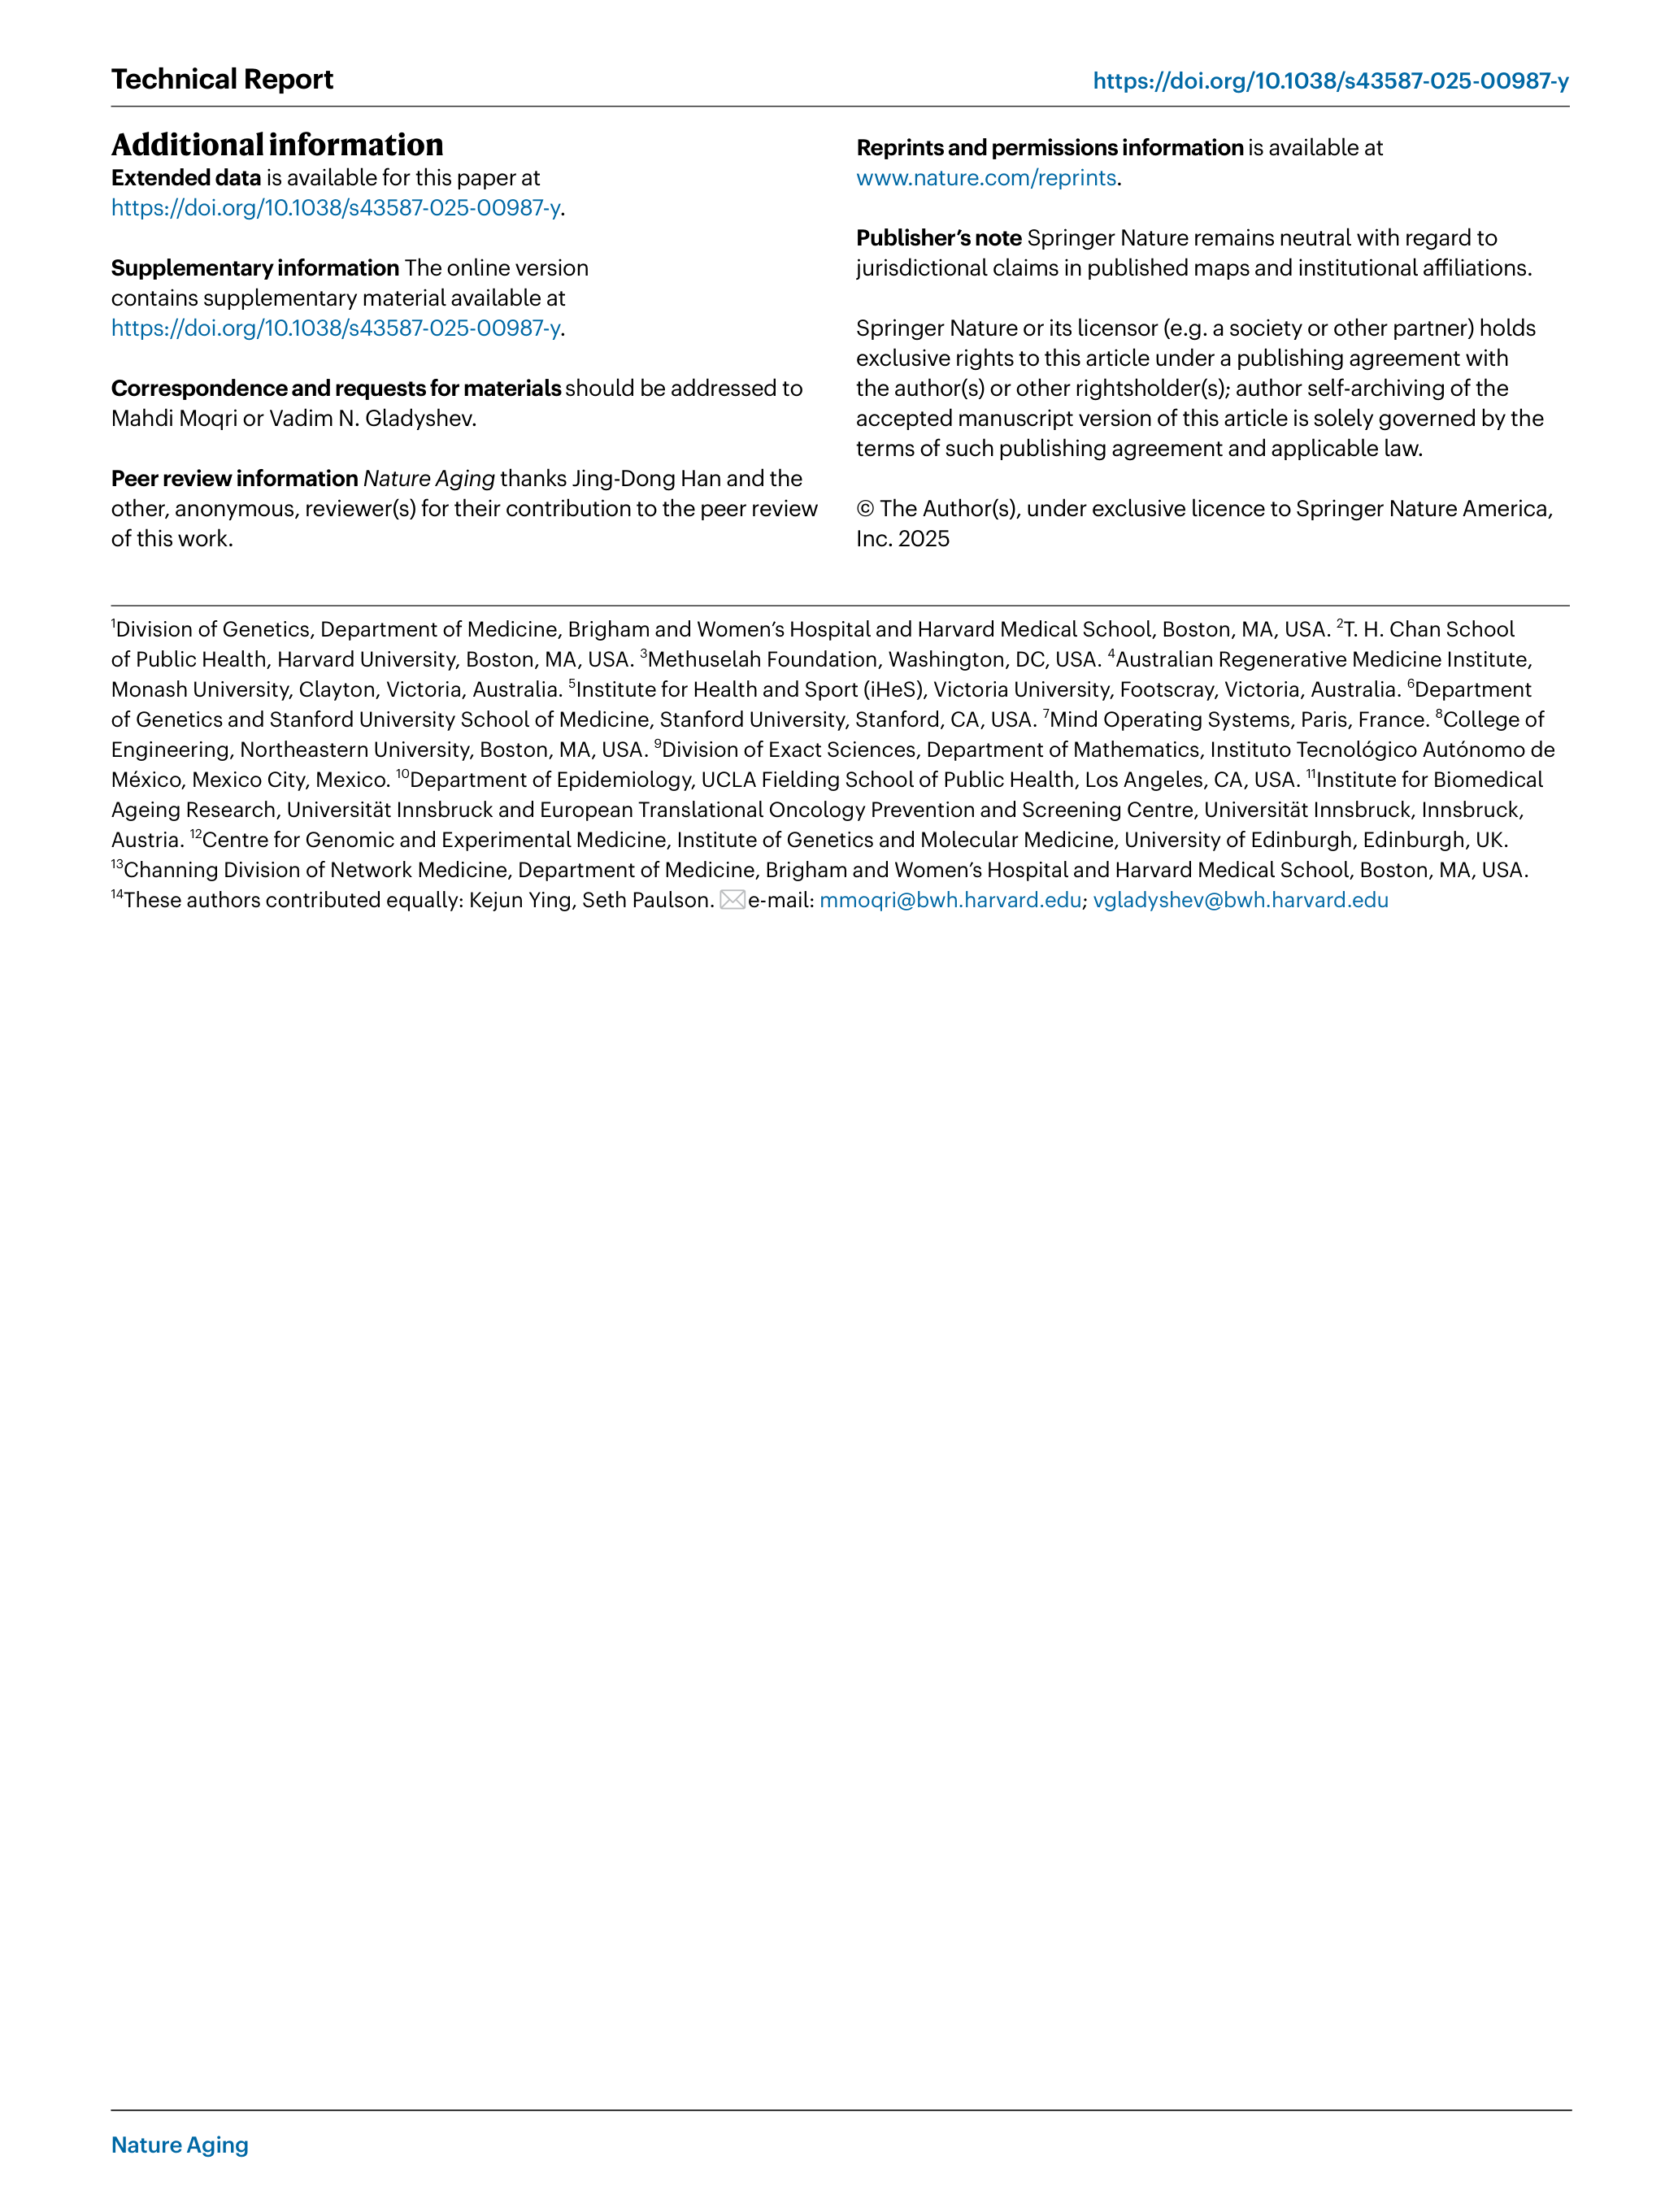 Technical Report
https://doi.org/10.1038/s43587-025-00987-y
Additional information
Extended data is available for this paper at
https://doi.org/10.1038/s43587-025-00987-y.
Supplementary information The online version
contains supplementary material available at
https://doi.org/10.1038/s43587-025-00987-y.
Correspondence and requests for materials should be addressed to
Mahdi Moqri or Vadim N. Gladyshev.
Peer review information Nature Aging thanks Jing-Dong Han and the
other, anonymous, reviewer(s) for their contribution to the peer review
of this work.
Reprints and permissions information is available at
www.nature.com/reprints.
Publisher’s note Springer Nature remains neutral with regard to
jurisdictional claims in published maps and institutional affiliations.
Springer Nature or its licensor (e.g. a society or other partner) holds
exclusive rights to this article under a publishing agreement with
the author(s) or other rightsholder(s); author self-archiving of the
accepted manuscript version of this article is solely governed by the
terms of such publishing agreement and applicable law.
© The Author(s), under exclusive licence to Springer Nature America,
Inc. 2025
¹Division of Genetics, Department of Medicine, Brigham and Women’s Hospital and Harvard Medical School, Boston, MA, USA. ²T. H. Chan School
of Public Health, Harvard University, Boston, MA, USA. ³Methuselah Foundation, Washington, DC, USA. ⁴Australian Regenerative Medicine Institute,
Monash University, Clayton, Victoria, Australia. ⁵Institute for Health and Sport (iHeS), Victoria University, Footscray, Victoria, Australia. ⁶Department
of Genetics and Stanford University School of Medicine, Stanford University, Stanford, CA, USA. ⁷Mind Operating Systems, Paris, France. ⁸College of
Engineering, Northeastern University, Boston, MA, USA. ⁹Division of Exact Sciences, Department of Mathematics, Instituto Tecnológico Autónomo de
México, Mexico City, Mexico. ¹⁰Department of Epidemiology, UCLA Fielding School of Public Health, Los Angeles, CA, USA. ¹¹Institute for Biomedical
Ageing Research, Universität Innsbruck and European Translational Oncology Prevention and Screening Centre, Universität Innsbruck, Innsbruck,
Austria. ¹²Centre for Genomic and Experimental Medicine, Institute of Genetics and Molecular Medicine, University of Edinburgh, Edinburgh, UK.
¹³Channing Division of Network Medicine, Department of Medicine, Brigham and Women’s Hospital and Harvard Medical School, Boston, MA, USA.
¹⁴These authors contributed equally: Kejun Ying, Seth Paulson. e-mail: mmoqri@bwh.harvard.edu; vgladyshev@bwh.harvard.edu
Nature Aging